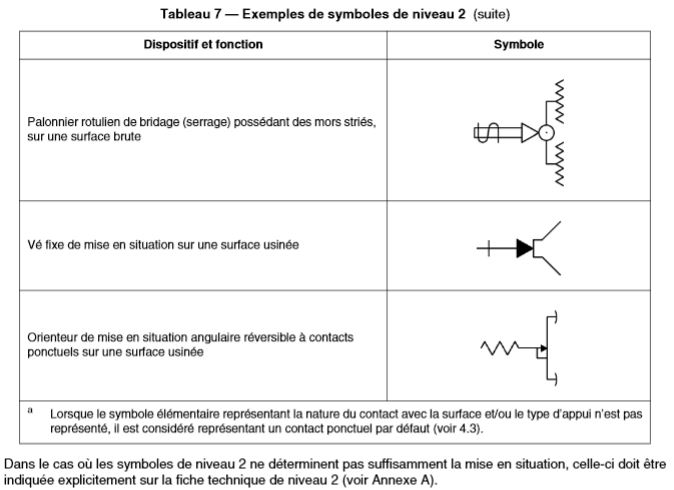 Tableau 7 — Exemples de symboles de niveau 2 (suite)
Dispositif et fonction
Symbole
Palonnier rotulien de bridage (serrage) possédant des mors striés,
sur une surface brute
Vé fixe de mise en situation sur une surface usinée
Orienteur de mise en situation angulaire réversible à contacts
ponctuels sur une surface usinée
a Lorsque le symbole élémentaire représentant la nature du contact avec la surface et/ou le type d'appui n'est pas
représenté, il est considéré représentant un contact ponctuel par défaut (voir 4.3).
Dans le cas où les symboles de niveau 2 ne déterminent pas suffisamment la mise en situation, celle-ci doit être
indiquée explicitement sur la fiche technique de niveau 2 (voir Annexe A).